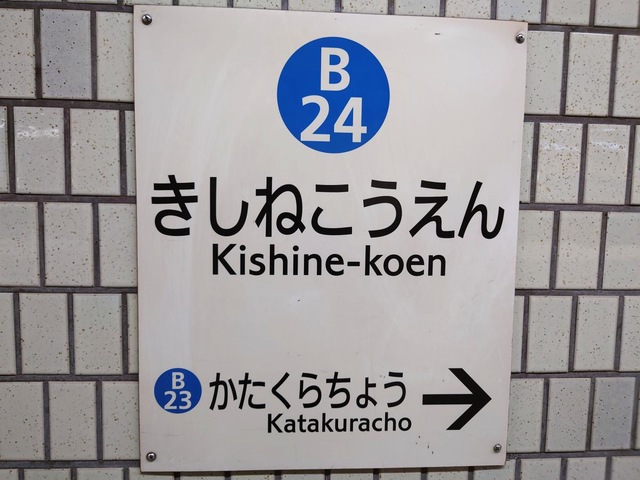 B
24
きしねこうえん
Kishine-koen
B
23
かたくらちょう
Katakuracho